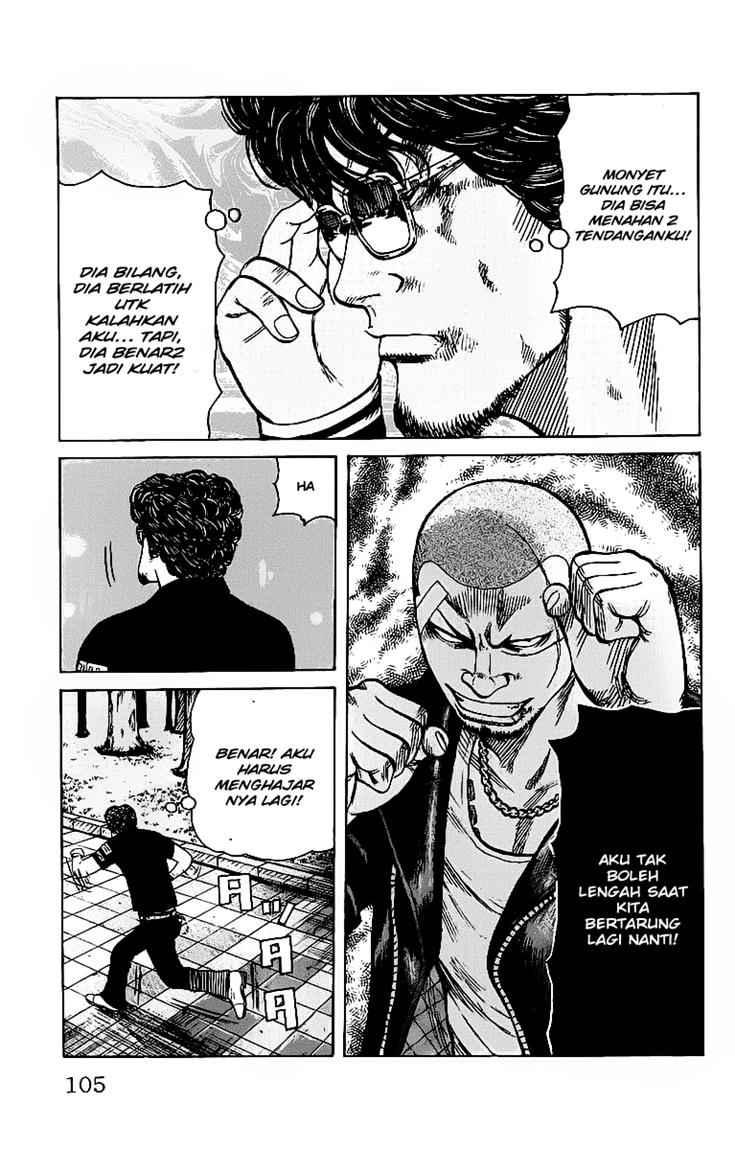 MONYET
GUNUNG ITU...
DIA BISA
MENAHAN 2
TENDANGANKU!
DIA BILANG,
DIA BERLATIH
UTK
KALAHKAN
AKU... TAPI,
DIA BENAR2
JADI KUAT!
AKU TAK
BOLEH
LENGAH SAAT
KITA
BERTARUNG
LAGI NANTI!
HA
BENAR! AKU
HARUS
MENGHAJAR
NYA LAGI!
105